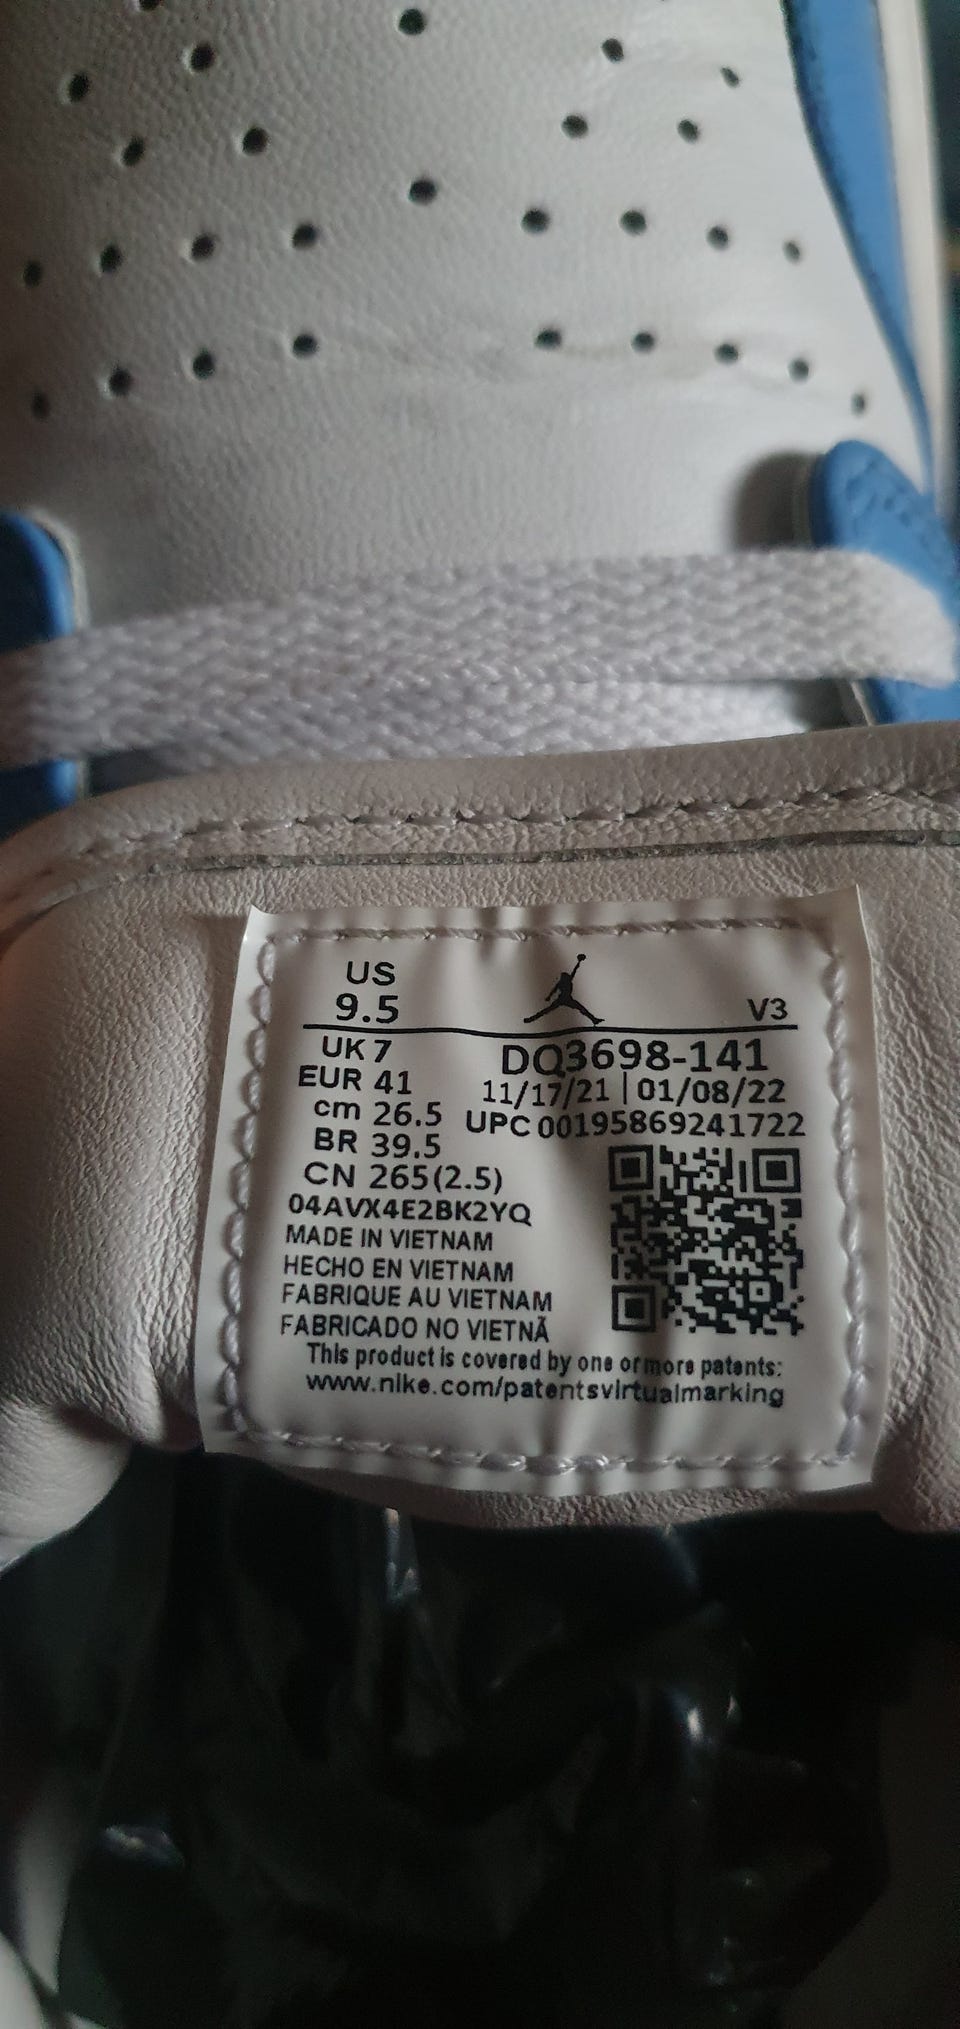 US
9.5
V3
UK 7
EUR 41
cm 26.5
BR 39.5
CN 265(2.5)
DQ3698-141
11/17/21 | 01/08/22
UPC 00195869241722
04AVX4E2BK2YQ
MADE IN VIETNAM
HECHO EN VIETNAM
FABRIQUE AU VIETNAM
FABRICADO NO VIETNÃ
This product is covered by one or more patents:
www.nike.com/patentsvirtualmarking